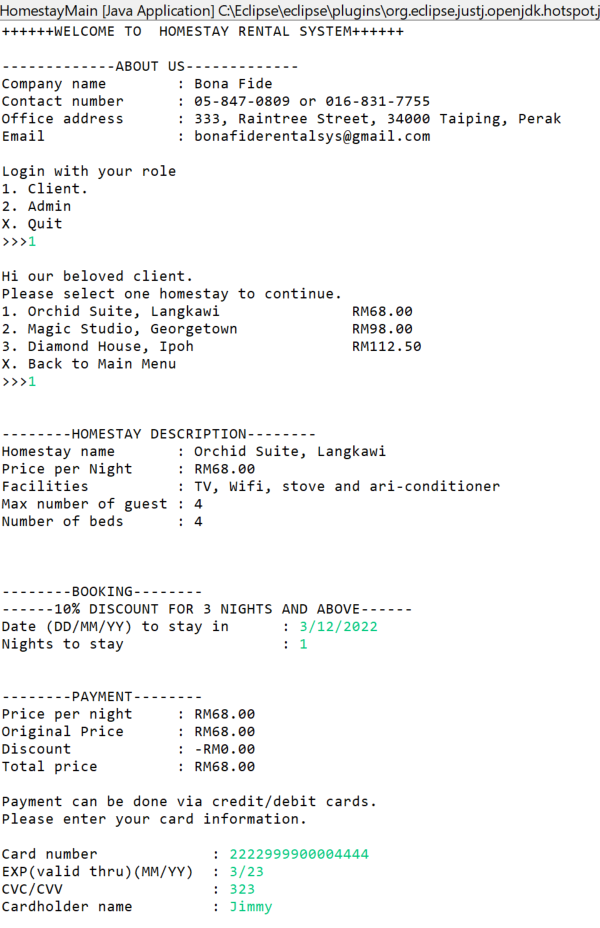 HomestayMain [Java Application] C:\Eclipse\eclipse\plugins\org.eclipse.justj.openjdk.hotspot.j
++++++WELCOME TO  HOMESTAY RENTAL SYSTEM++++++
-------------ABOUT US-------------
Company name        : Bona Fide
Contact number      : 05-847-0809 or 016-831-7755
Office address      : 333, Raintree Street, 34000 Taiping, Perak
Email               : bonafiderentalsys@gmail.com
Login with your role
1. Client.
2. Admin
X. Quit
>>>1
Hi our beloved client.
Please select one homestay to continue.
1. Orchid Suite, Langkawi               RM68.00
2. Magic Studio, Georgetown             RM98.00
3. Diamond House, Ipoh                  RM112.50
X. Back to Main Menu
>>>1
--------HOMESTAY DESCRIPTION--------
Homestay name       : Orchid Suite, Langkawi
Price per Night     : RM68.00
Facilities          : TV, Wifi, stove and ari-conditioner
Max number of guest : 4
Number of beds      : 4
--------BOOKING--------
------10% DISCOUNT FOR 3 NIGHTS AND ABOVE------
Date (DD/MM/YY) to stay in      : 3/12/2022
Nights to stay                  : 1
--------PAYMENT--------
Price per night     : RM68.00
Original Price      : RM68.00
Discount            : -RM0.00
Total price         : RM68.00
Payment can be done via credit/debit cards.
Please enter your card information.
Card number             : 2222999900004444
EXP(valid thru)(MM/YY)  : 3/23
CVC/CVV                 : 323
Cardholder name         : Jimmy